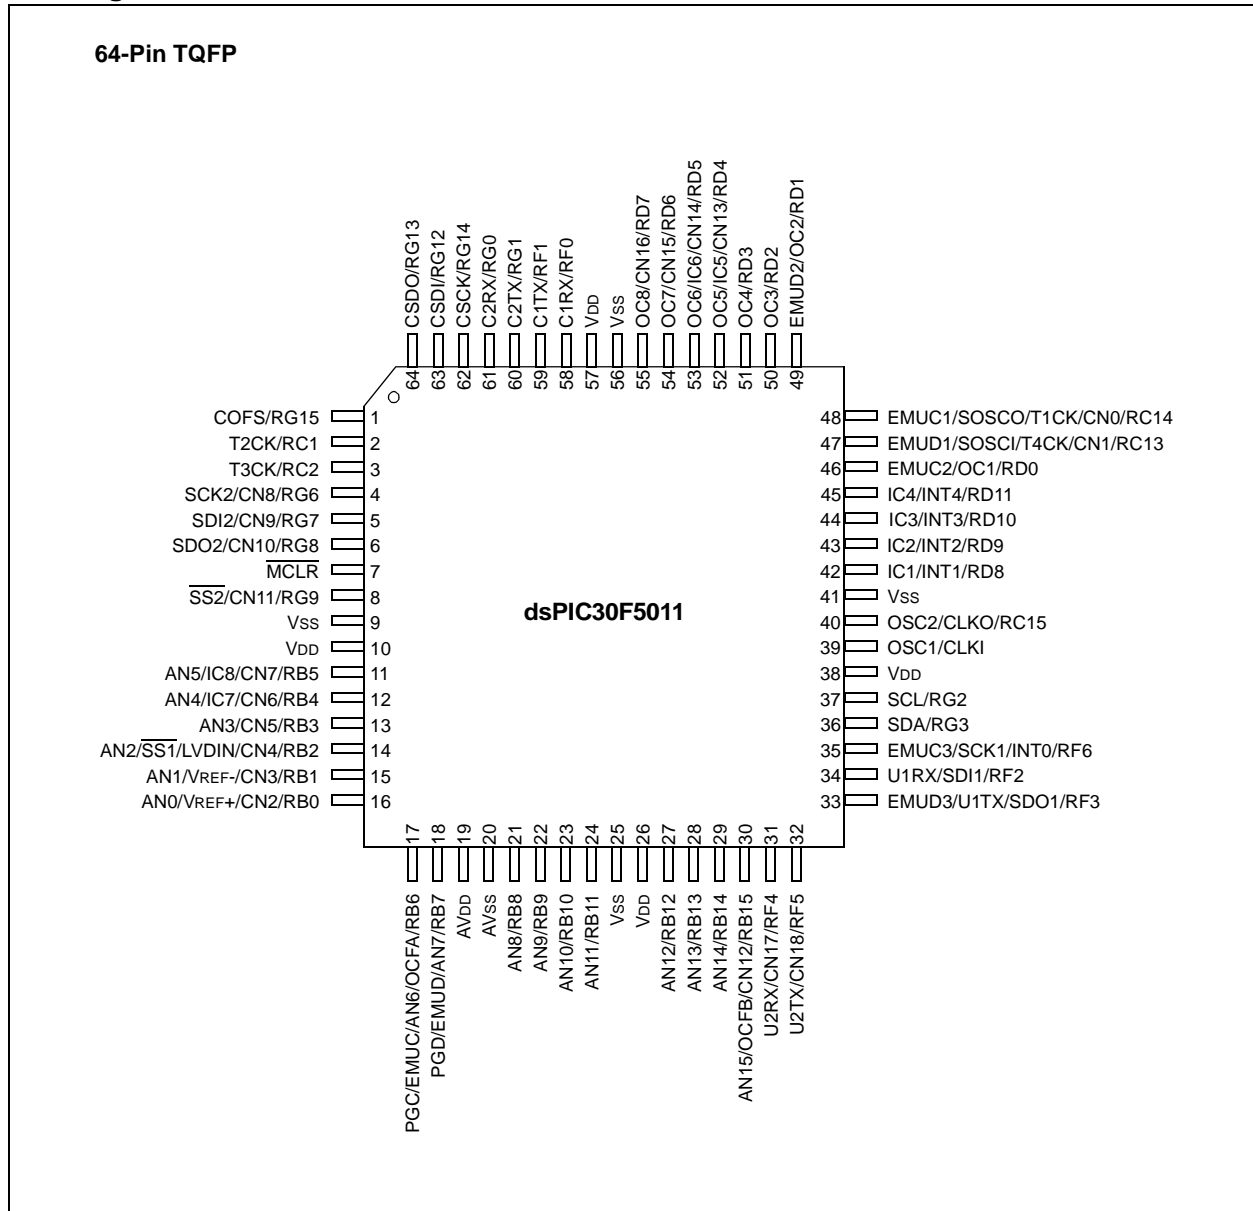 64-Pin TQFP
CSDO/RG13
CSDI/RG12
CSCK/RG14
C2RX/RG0
C2TX/RG1
C1TX/RF1
C1RX/RF0
VDD
VSS
OC8/CN16/RD7
OC7/CN15/RD6
OC6/IC6/CN14/RD5
OC5/IC5/CN13/RD4
OC4/RD3
OC3/RD2
EMUD2/OC2/RD1
64
63
62
61
60
59
58
57
56
55
54
53
52
51
50
49
COFS/RG15 1
T2CK/RC1 2
T3CK/RC2 3
SCK2/CN8/RG6 4
SDI2/CN9/RG7 5
SDO2/CN10/RG8 6
MCLR 7
SS2/CN11/RG9 8
VSS 9
VDD 10
AN5/IC8/CN7/RB5 11
AN4/IC7/CN6/RB4 12
AN3/CN5/RB3 13
AN2/SS1/LVDIN/CN4/RB2 14
AN1/VREF-/CN3/RB1 15
AN0/VREF+/CN2/RB0 16
dsPIC30F5011
48 EMUC1/SOSCO/T1CK/CN0/RC14
47 EMUD1/SOSCI/T4CK/CN1/RC13
46 EMUC2/OC1/RD0
45 IC4/INT4/RD11
44 IC3/INT3/RD10
43 IC2/INT2/RD9
42 IC1/INT1/RD8
41 VSS
40 OSC2/CLKO/RC15
39 OSC1/CLKI
38 VDD
37 SCL/RG2
36 SDA/RG3
35 EMUC3/SCK1/INT0/RF6
34 U1RX/SDI1/RF2
33 EMUD3/U1TX/SDO1/RF3
17
18
19
20
21
22
23
24
25
26
27
28
29
30
31
32
PGC/EMUC/AN6/OCFA/RB6
PGD/EMUD/AN7/RB7
AVDD
AVSS
AN8/RB8
AN9/RB9
AN10/RB10
AN11/RB11
VSS
VDD
AN12/RB12
AN13/RB13
AN14/RB14
AN15/OCFB/CN12/RB15
U2RX/CN17/RF4
U2TX/CN18/RF5